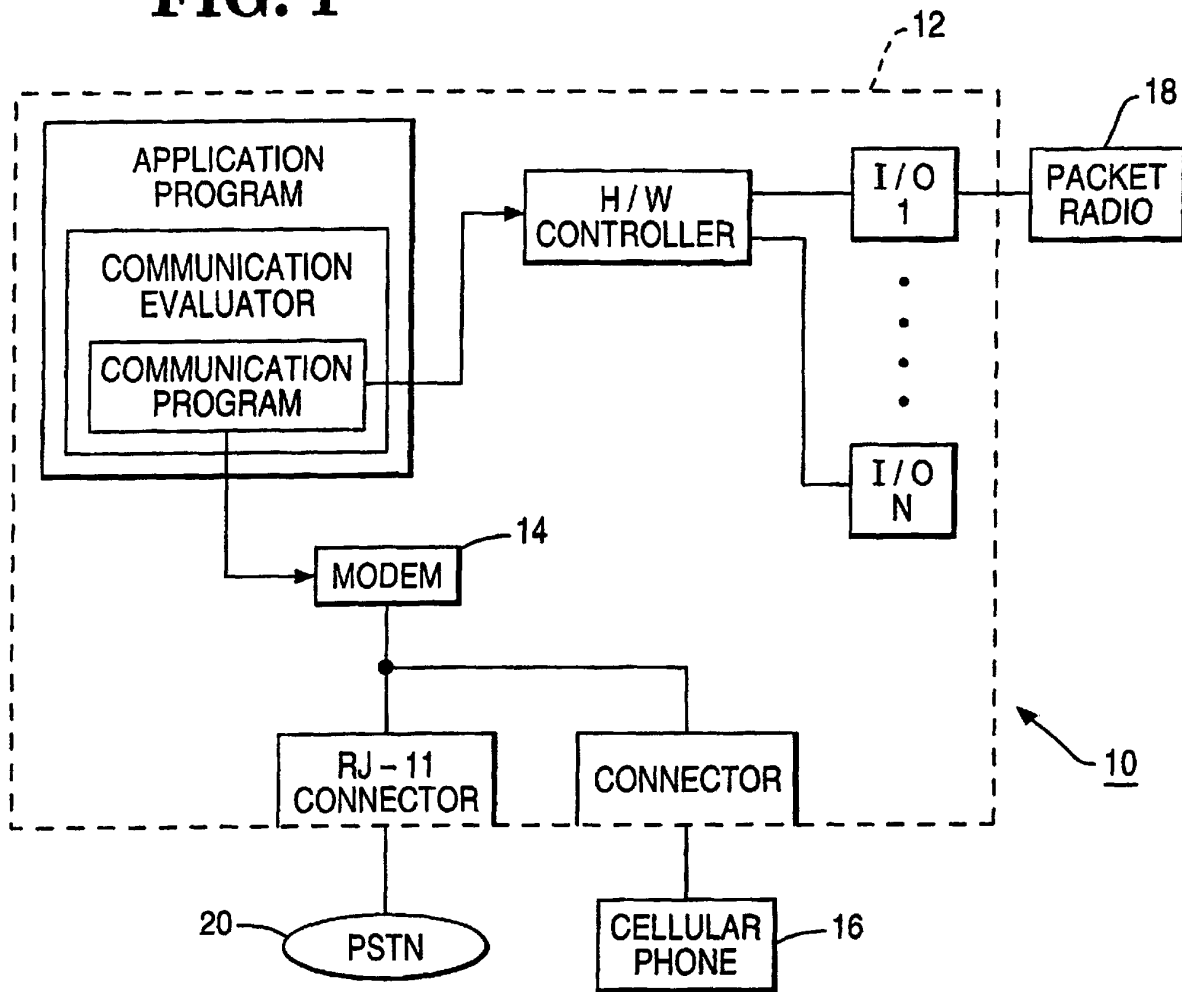 FIG. 1
12
18
APPLICATION
PROGRAM
COMMUNICATION
EVALUATOR
COMMUNICATION
PROGRAM
H/W
CONTROLLER
I/O
1
PACKET
RADIO
I/O
N
14
MODEM
RJ-11
CONNECTOR
CONNECTOR
10
20
PSTN
CELLULAR
PHONE
16